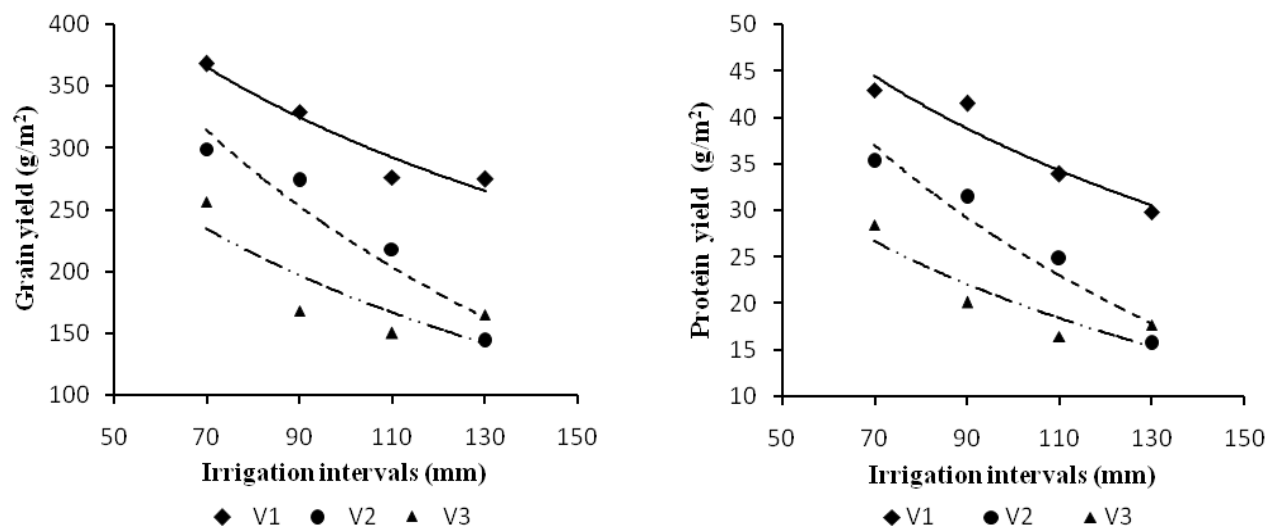 400
350
300
250
200
150
100
Grain yield (g/m²)
50 70 90 110 130 150
Irrigation intervals (mm)
V1 V2 V3
50
45
40
35
30
25
20
15
10
Protein yield (g/m²)
50 70 90 110 130 150
Irrigation intervals (mm)
V1 V2 V3